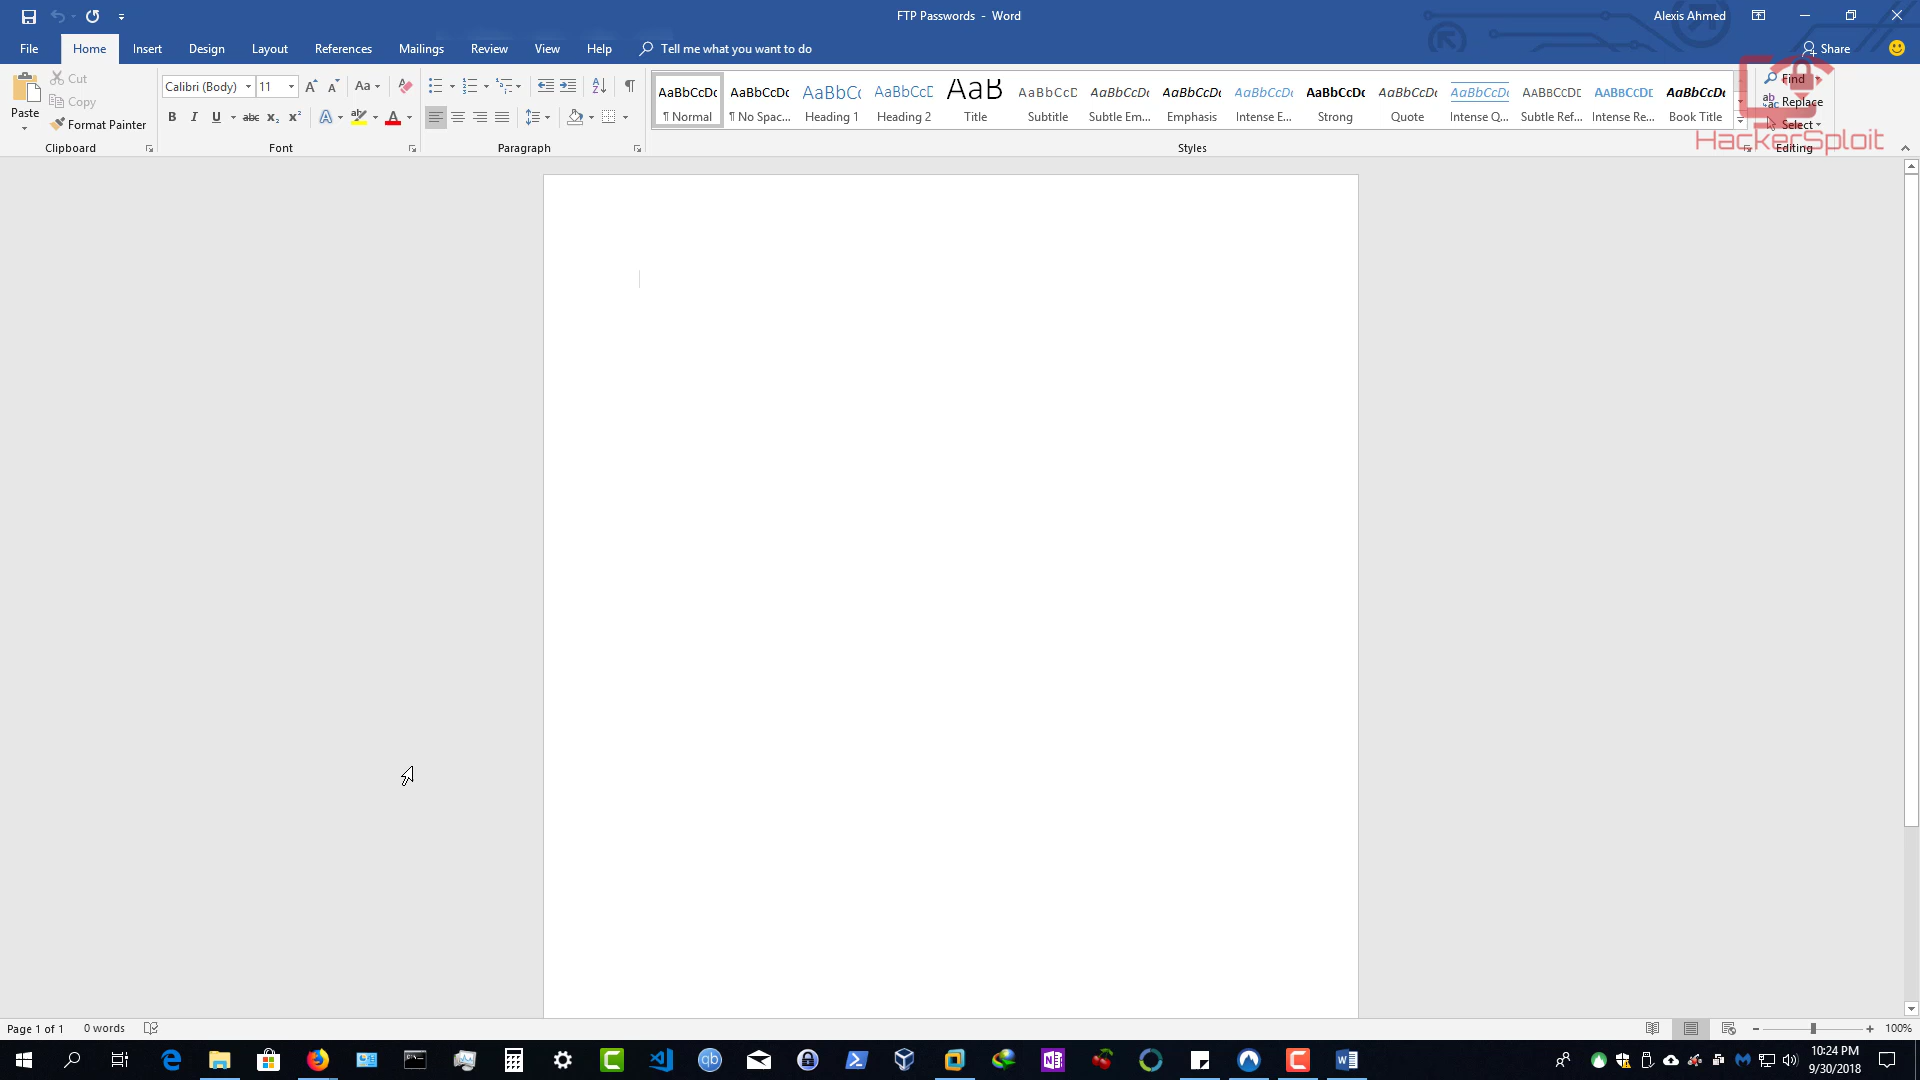 FTP Passwords - Word
Alexis Ahmed
File Home Insert Design Layout References Mailings Review View Help Tell me what you want to do
Share
Paste
Cut
Copy
Format Painter
Clipboard
Calibri (Body) 11
Font
Paragraph
AaBbCcDc AaBbCcDc AaBbCc AaBbCcD AaB AaBbCcD AaBbCcDc AaBbCcDc AaBbCcDc AaBbCcDc AaBbCcDc AaBbCcDc AABBCCDD AABBCCDD AaBbCcDc
¶ Normal ¶ No Spac... Heading 1 Heading 2 Title Subtitle Subtle Em... Emphasis Intense E... Strong Quote Intense Q... Subtle Ref... Intense Re... Book Title
Styles
Find
Replace
Select
Editing
HackerSploit
Page 1 of 1 0 words
100%
10:24 PM
9/30/2018